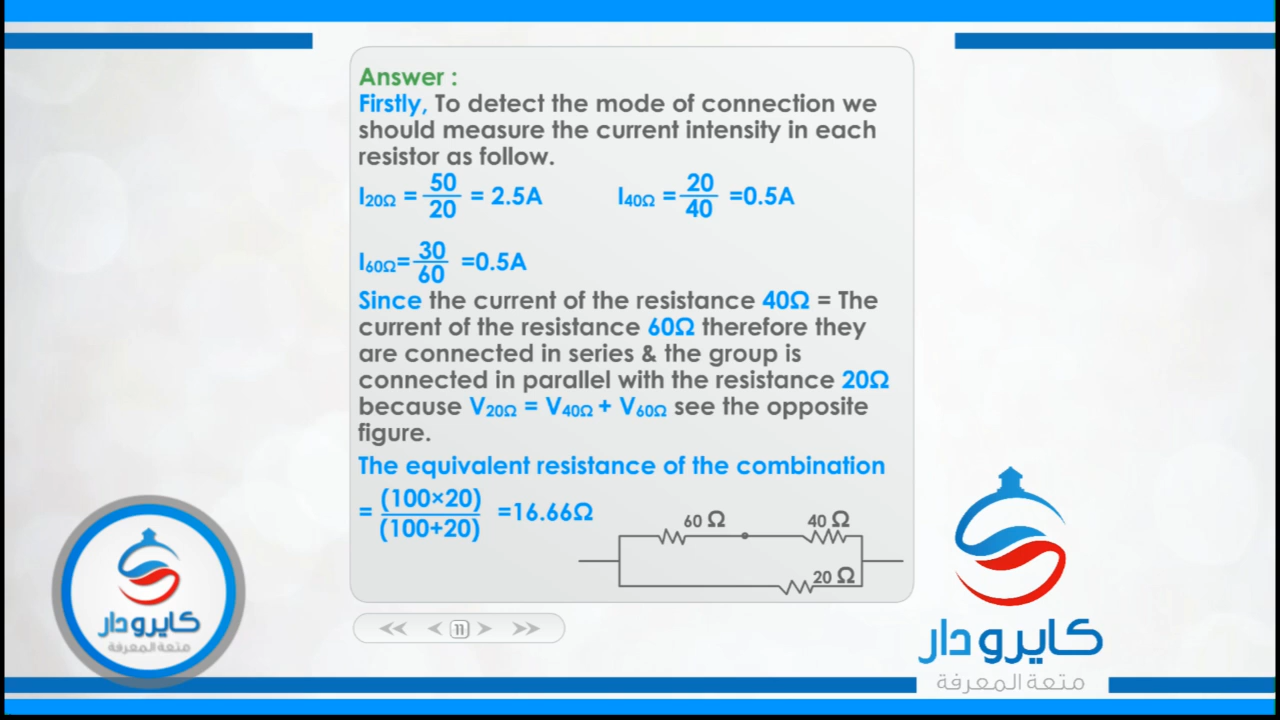 Answer :
Firstly, To detect the mode of connection we
should measure the current intensity in each
resistor as follow.
I20Ω = 50/20 = 2.5A I40Ω = 20/40 =0.5A
I60Ω= 30/60 =0.5A
Since the current of the resistance 40Ω = The
current of the resistance 60Ω therefore they
are connected in series & the group is
connected in parallel with the resistance 20Ω
because V20Ω = V40Ω + V60Ω see the opposite
figure.
The equivalent resistance of the combination
= (100×20)/(100+20) =16.66Ω
60 Ω 40 Ω
20 Ω
11
كايرو دار
متعة المعرفة
كايرو دار
متعة المعرفة